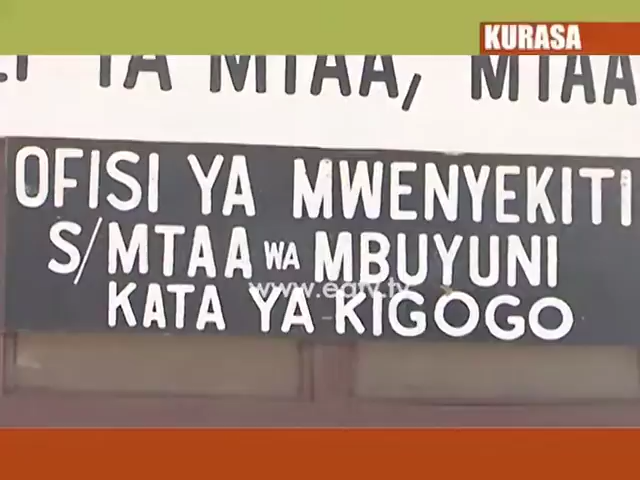 KURASA
YA MTAA, MTAA
OFISI YA MWENYEKITI
S/MTAA WA MBUYUNI
www.eatv.tv
KATA YA KIGOGO